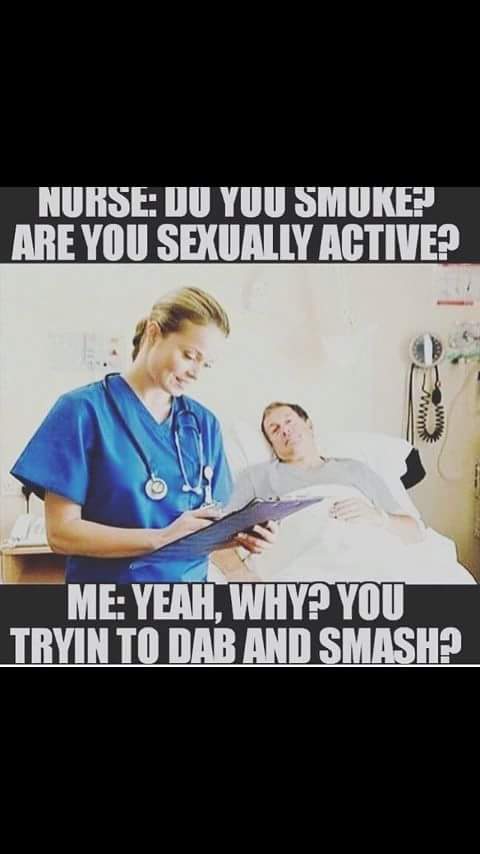 NURSE: DO YOU SMOKE?
ARE YOU SEXUALLY ACTIVE?
ME: YEAH, WHY? YOU
TRYIN TO DAB AND SMASH?